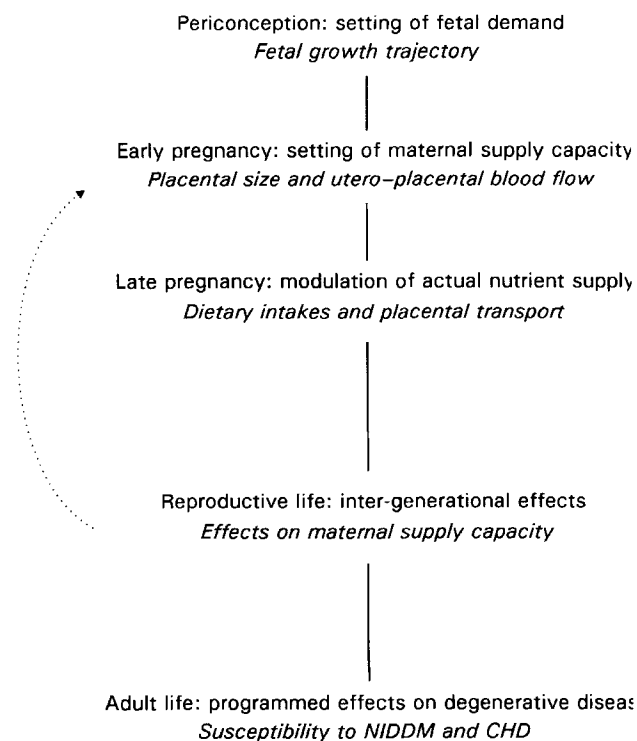 Periconception: setting of fetal demand
Fetal growth trajectory
Early pregnancy: setting of maternal supply capacity
Placental size and utero–placental blood flow
Late pregnancy: modulation of actual nutrient supply
Dietary intakes and placental transport
Reproductive life: inter-generational effects
Effects on maternal supply capacity
Adult life: programmed effects on degenerative diseas
Susceptibility to NIDDM and CHD